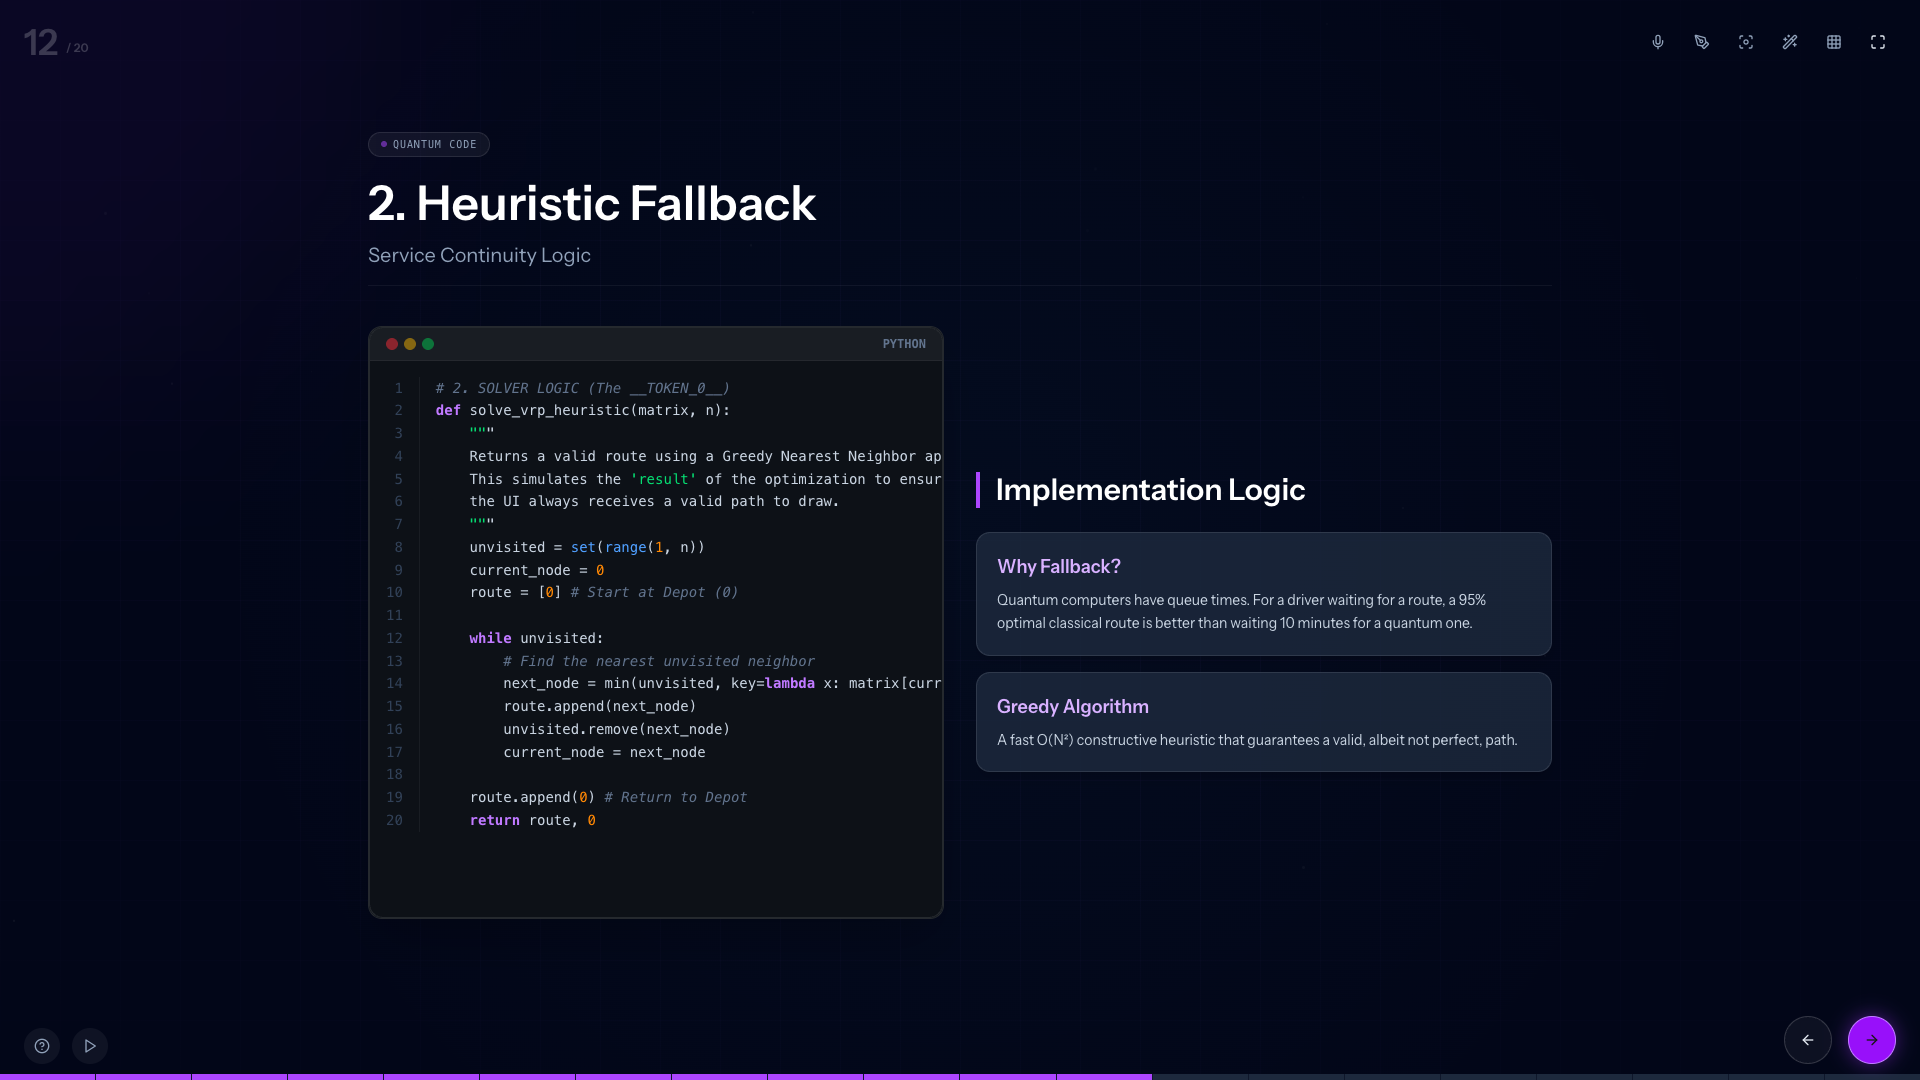 12 / 20
QUANTUM CODE
2. Heuristic Fallback
Service Continuity Logic
PYTHON
1 # 2. SOLVER LOGIC (The __TOKEN_0__)
2 def solve_vrp_heuristic(matrix, n):
3     """
4     Returns a valid route using a Greedy Nearest Neighbor ap
5     This simulates the 'result' of the optimization to ensur
6     the UI always receives a valid path to draw.
7     """
8     unvisited = set(range(1, n))
9     current_node = 0
10     route = [0] # Start at Depot (0)
11
12     while unvisited:
13         # Find the nearest unvisited neighbor
14         next_node = min(unvisited, key=lambda x: matrix[curr
15         route.append(next_node)
16         unvisited.remove(next_node)
17         current_node = next_node
18
19     route.append(0) # Return to Depot
20     return route, 0
Implementation Logic
Why Fallback?
Quantum computers have queue times. For a driver waiting for a route, a 95%
optimal classical route is better than waiting 10 minutes for a quantum one.
Greedy Algorithm
A fast O(N²) constructive heuristic that guarantees a valid, albeit not perfect, path.